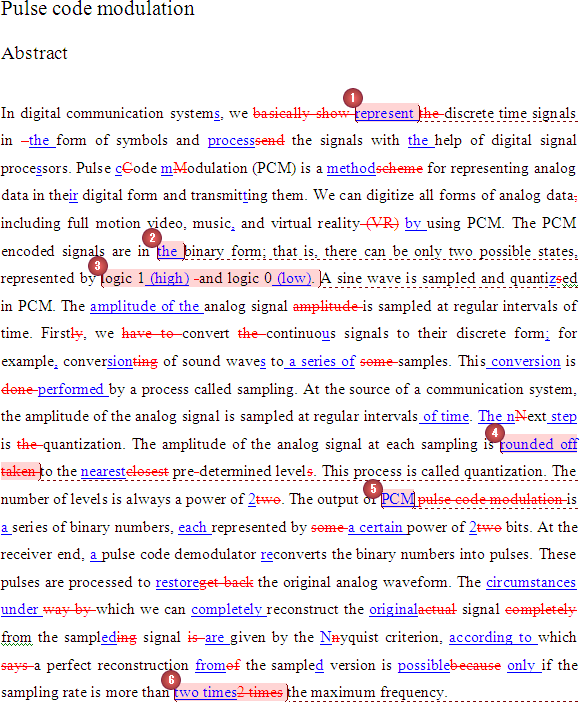 Pulse code modulation
Abstract
1
In digital communication systems, we basically show represent the discrete time signals
in –the form of symbols and processsend the signals with the help of digital signal
processors. Pulse cCode mModulation (PCM) is a methodscheme for representing analog
data in their digital form and transmitting them. We can digitize all forms of analog data,
including full motion video, music, and virtual reality (VR) by using PCM. The PCM
2
encoded signals are in the binary form; that is, there can be only two possible states,
3
represented by logic 1 (high) -and logic 0 (low). A sine wave is sampled and quantizsed
in PCM. The amplitude of the analog signal amplitude is sampled at regular intervals of
time. Firstly, we have to convert the continuous signals to their discrete form; for
example, conversionting of sound waves to a series of some samples. This conversion is
done performed by a process called sampling. At the source of a communication system,
the amplitude of the analog signal is sampled at regular intervals of time. The nNext step
4
is the quantization. The amplitude of the analog signal at each sampling is rounded off
taken to the nearestclosest pre-determined levels. This process is called quantization. The
5
number of levels is always a power of 2two. The output of PCM pulse code modulation is
a series of binary numbers, each represented by some a certain power of 2two bits. At the
receiver end, a pulse code demodulator reconverts the binary numbers into pulses. These
pulses are processed to restoreget back the original analog waveform. The circumstances
under way by which we can completely reconstruct the originalactual signal completely
from the sampleding signal is are given by the Nnyquist criterion, according to which
says a perfect reconstruction fromof the sampled version is possiblebecause only if the
6
sampling rate is more than two times2 times the maximum frequency.